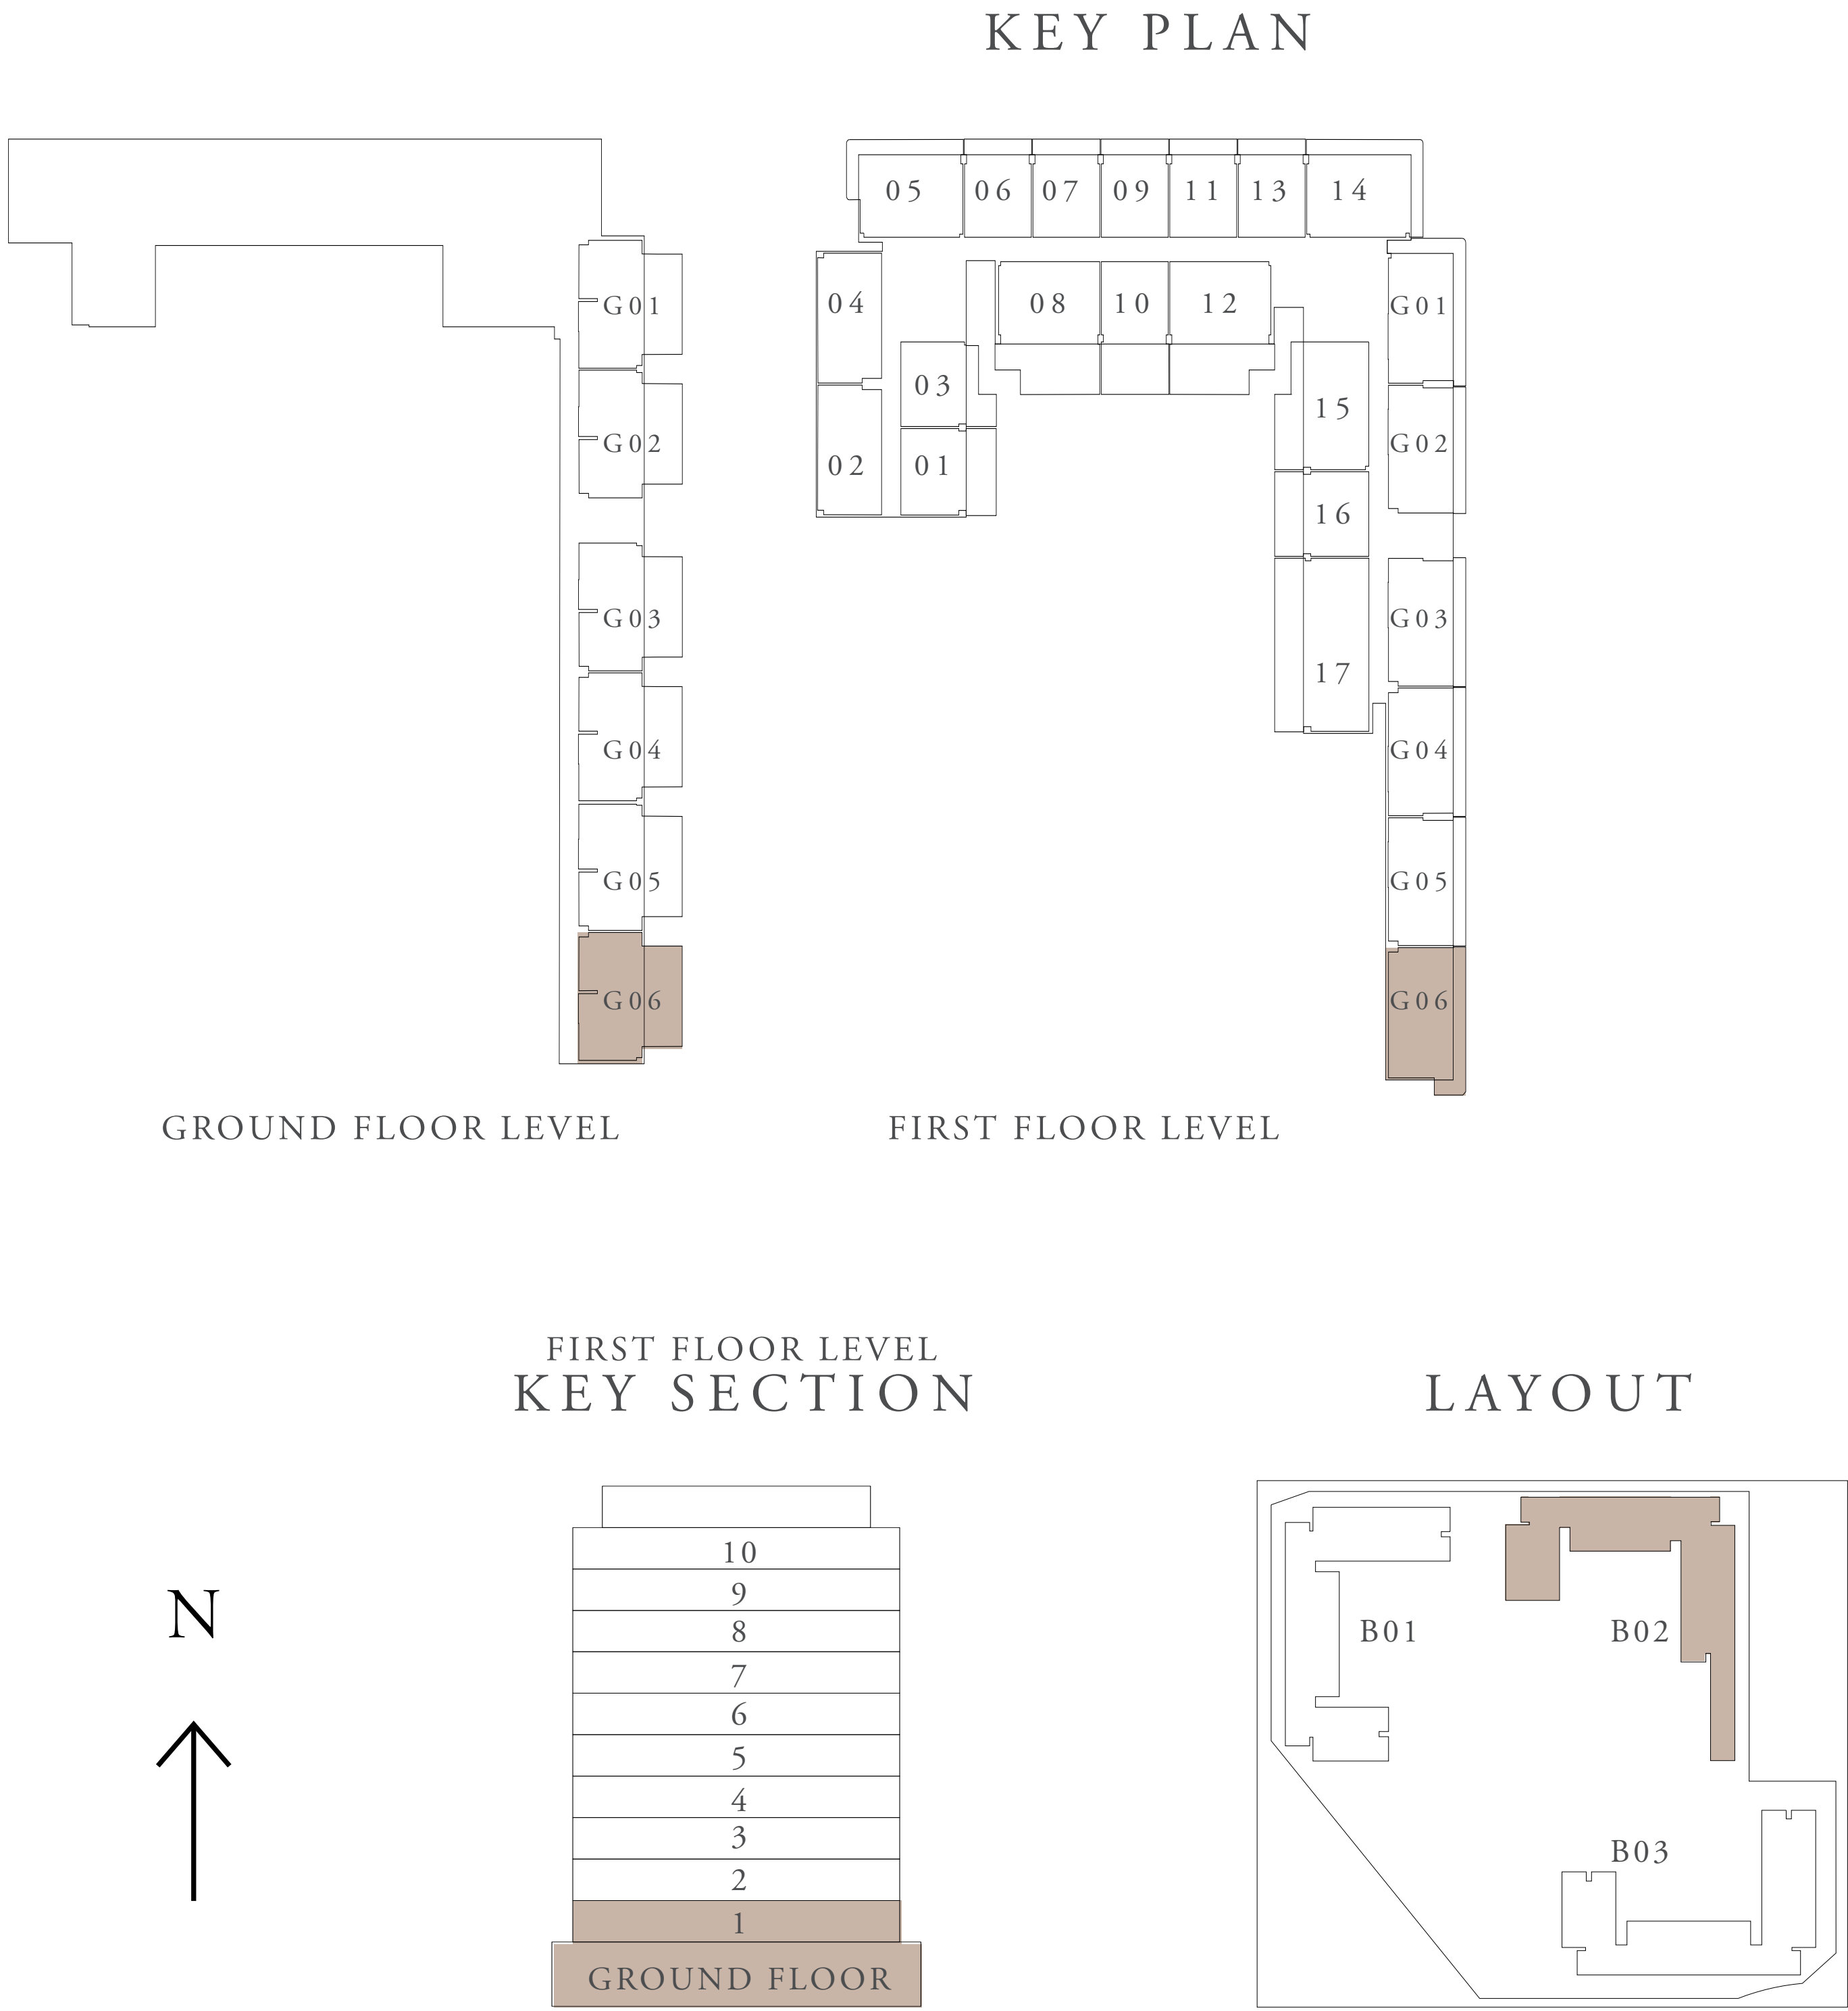 KEY PLAN
05 06 07 09 11 13 14
04 08 10 12 G01
G01
03
15
02 01 G02
G02
16
G03 G03
17
G04 G04
G05 G05
G06 G06
GROUND FLOOR LEVEL
FIRST FLOOR LEVEL
FIRST FLOOR LEVEL
KEY SECTION
LAYOUT
10
9
8
7
6
5
4
3
2
1
GROUND FLOOR
N
B01
B02
B03